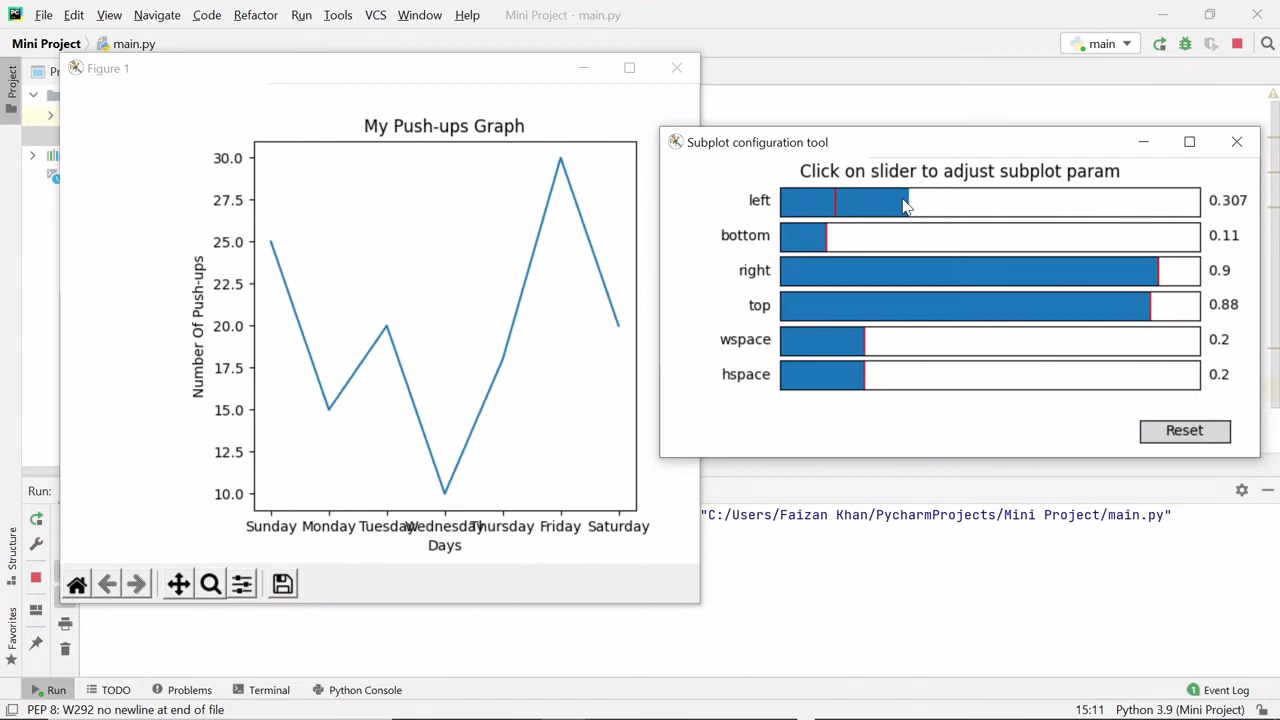 File Edit View Navigate Code Refactor Run Tools VCS Window Help Mini Project - main.py
Mini Project main.py main
Project
Figure 1
My Push-ups Graph
30.0
27.5
25.0
22.5
20.0
17.5
15.0
12.5
10.0
Number Of Push-ups
Sunday Monday Tuesday Wednesday Thursday Friday Saturday
Days
Subplot configuration tool
Click on slider to adjust subplot param
left 0.307
bottom 0.11
right 0.9
top 0.88
wspace 0.2
hspace 0.2
Reset
Run:
"C:/Users/Faizan Khan/PycharmProjects/Mini Project/main.py"
Structure
Favorites
Run TODO Problems Terminal Python Console 1 Event Log
PEP 8: W292 no newline at end of file 15:11 Python 3.9 (Mini Project)